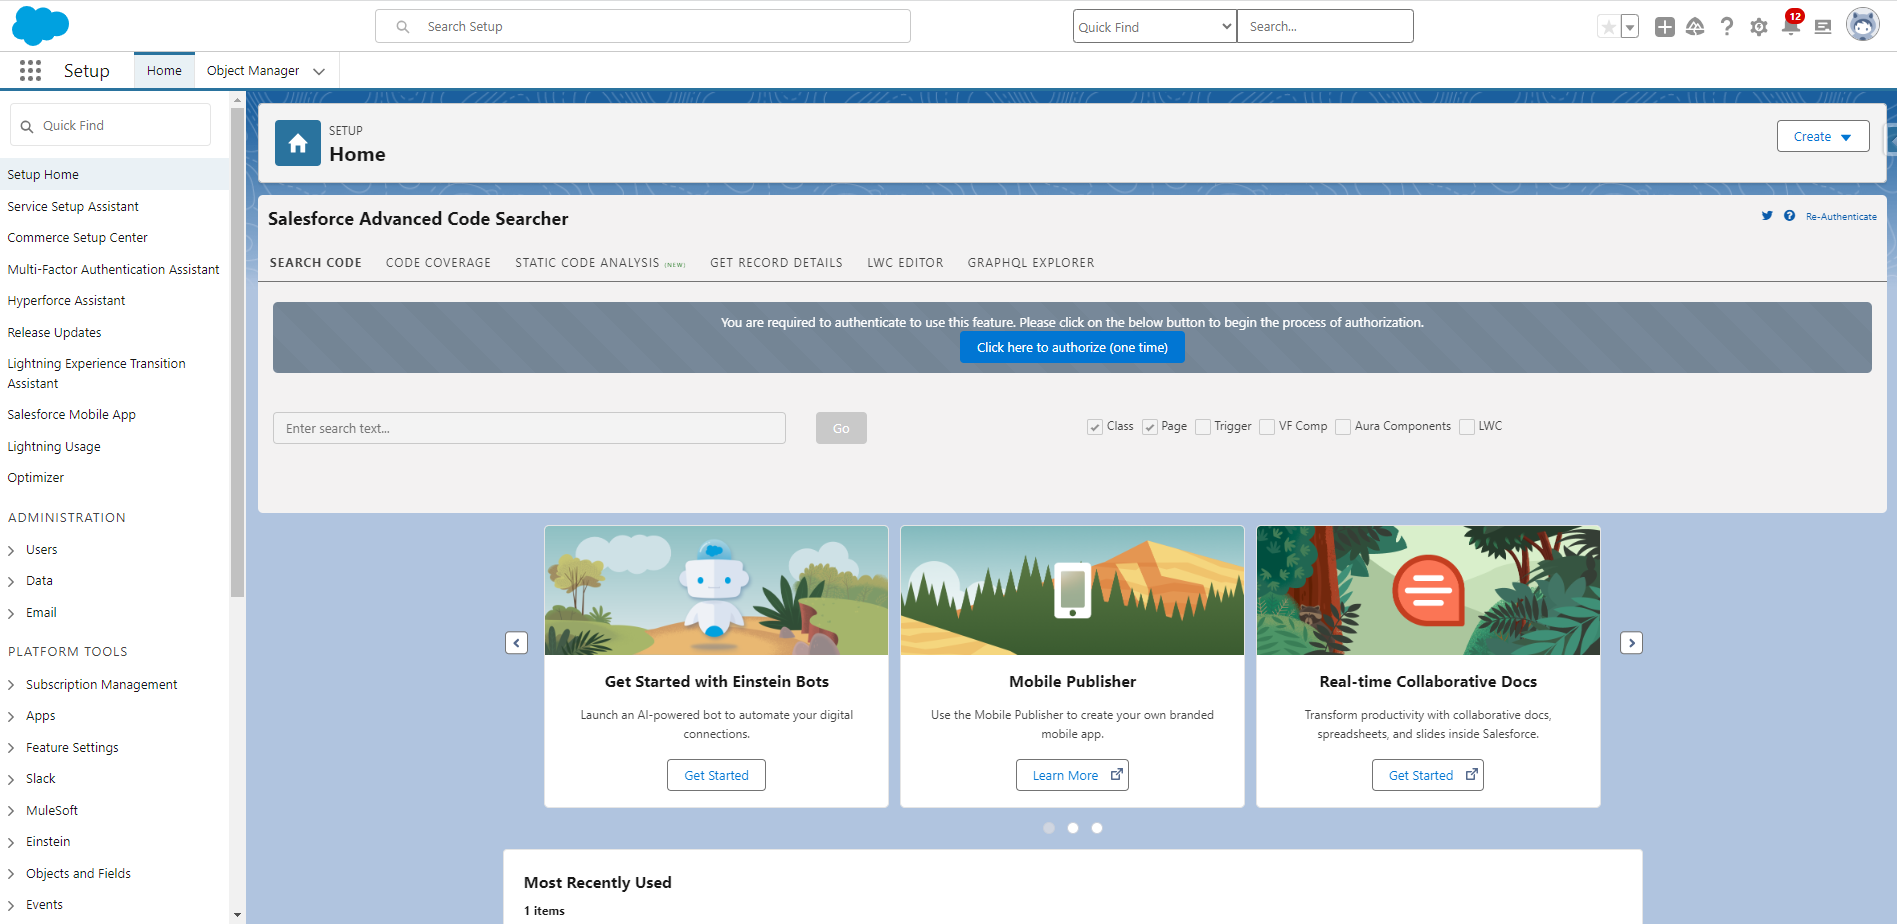 Search Setup
Quick Find
Search...
12
Setup
Home
Object Manager
Quick Find
Setup Home
Service Setup Assistant
Commerce Setup Center
Multi-Factor Authentication Assistant
Hyperforce Assistant
Release Updates
Lightning Experience Transition
Assistant
Salesforce Mobile App
Lightning Usage
Optimizer
ADMINISTRATION
Users
Data
Email
PLATFORM TOOLS
Subscription Management
Apps
Feature Settings
Slack
MuleSoft
Einstein
Objects and Fields
Events
SETUP
Home
Create
Salesforce Advanced Code Searcher
Re-Authenticate
SEARCH CODE
CODE COVERAGE
STATIC CODE ANALYSIS (NEW)
GET RECORD DETAILS
LWC EDITOR
GRAPHQL EXPLORER
You are required to authenticate to use this feature. Please click on the below button to begin the process of authorization.
Click here to authorize (one time)
Enter search text...
Go
Class
Page
Trigger
VF Comp
Aura Components
LWC
Get Started with Einstein Bots
Launch an AI-powered bot to automate your digital
connections.
Get Started
Mobile Publisher
Use the Mobile Publisher to create your own branded
mobile app.
Learn More
Real-time Collaborative Docs
Transform productivity with collaborative docs,
spreadsheets, and slides inside Salesforce.
Get Started
Most Recently Used
1 items